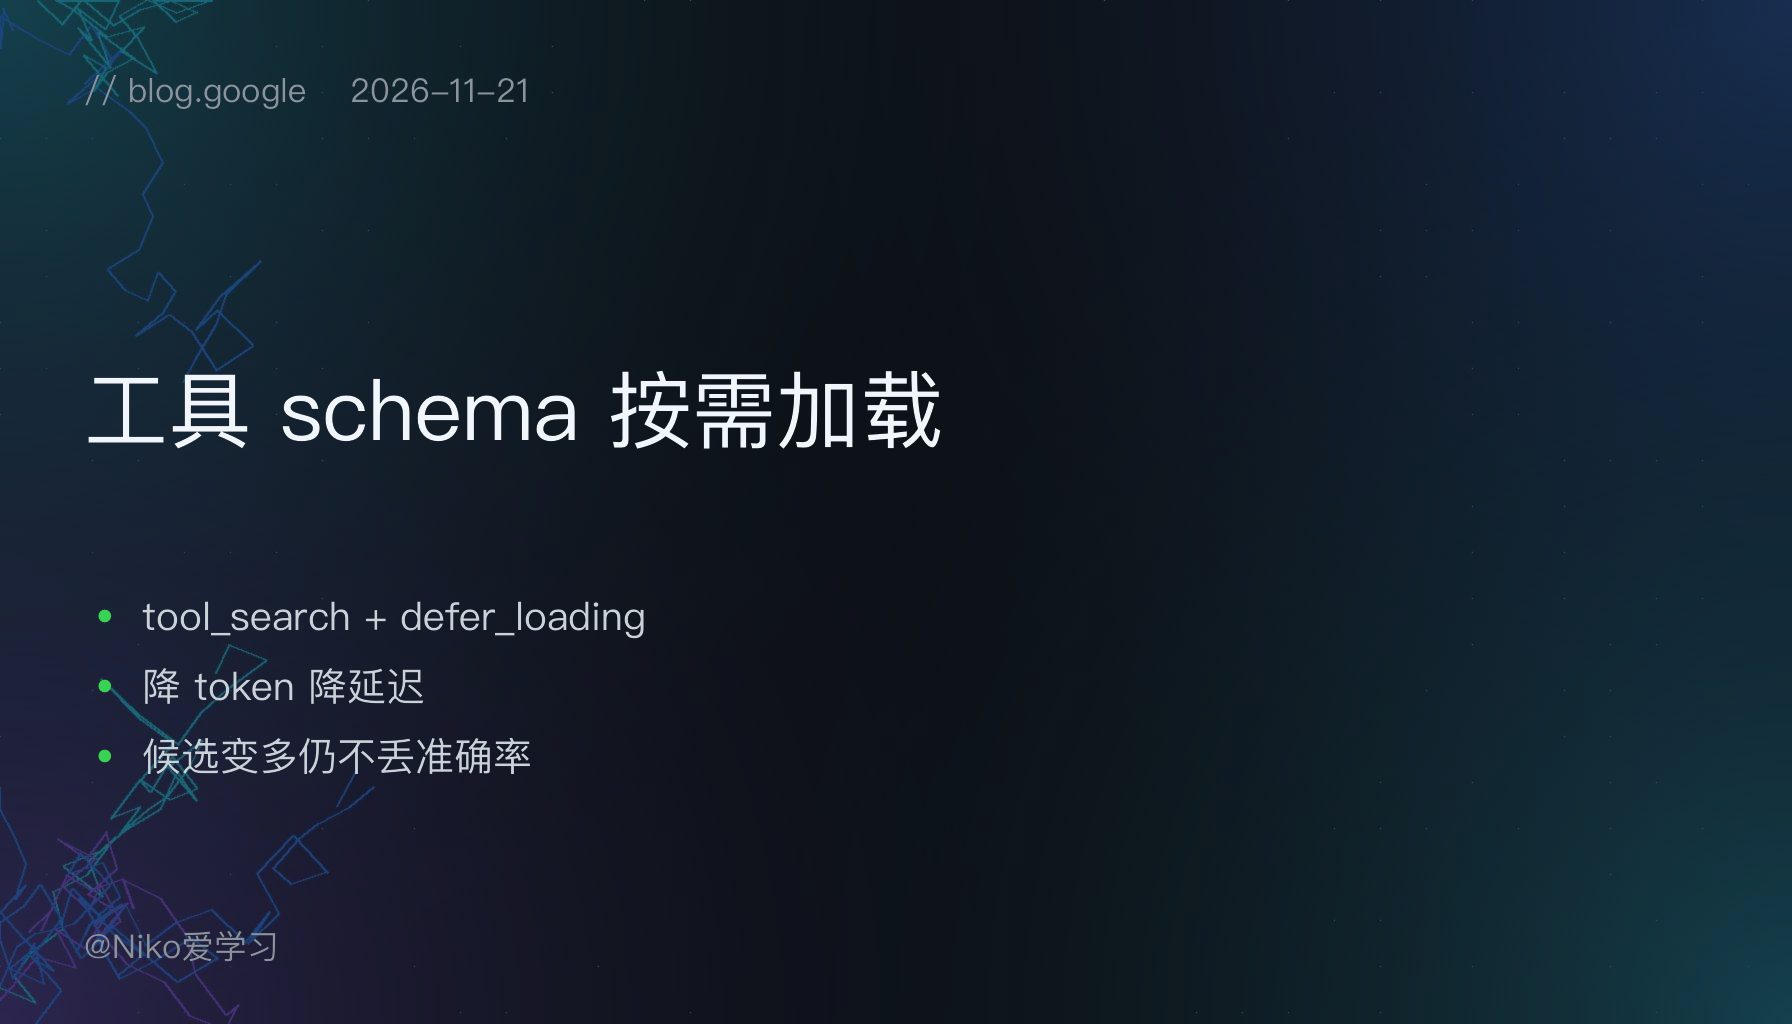 // blog.google 2026-11-21
工具 schema 按需加载
• tool_search + defer_loading
• 降 token 降延迟
• 候选变多仍不丢准确率
@Niko爱学习